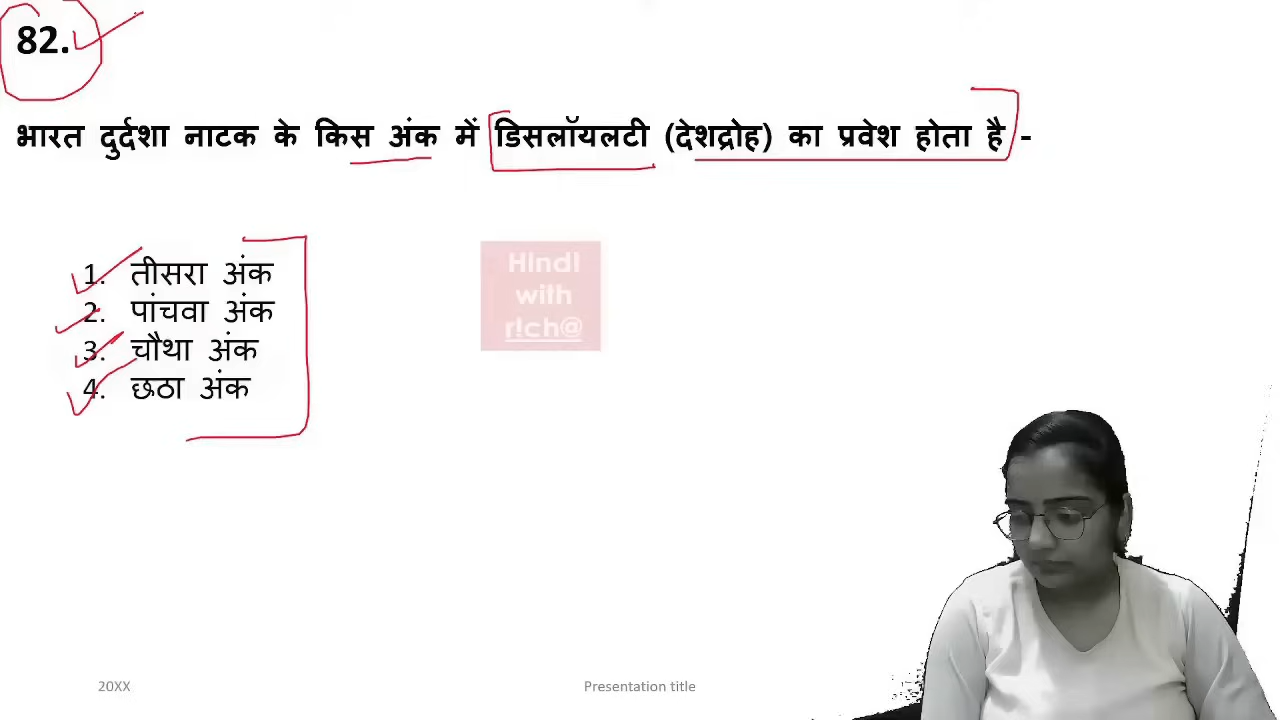 82.
भारत दुर्दशा नाटक के किस अंक में डिसलॉयलटी (देशद्रोह) का प्रवेश होता है -
1. तीसरा अंक
2. पांचवा अंक
3. चौथा अंक
4. छठा अंक
HIndI
with
r!ch@
20XX
Presentation title